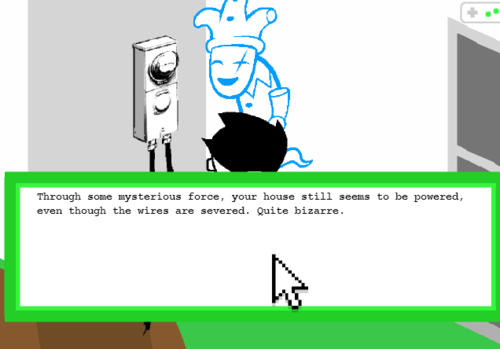 Through some mysterious force, your house still seems to be powered,
even though the wires are severed. Quite bizarre.